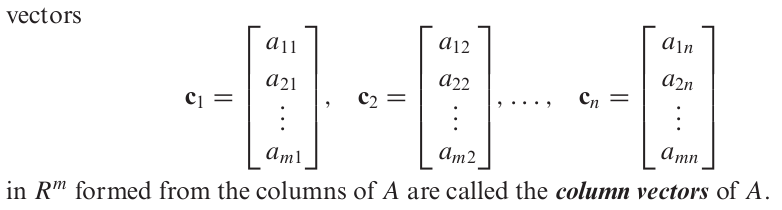 vectors
c₁ = [a₁₁ a₂₁ ⋮ aₘ₁], c₂ = [a₁₂ a₂₂ ⋮ aₘ₂], . . . , cₙ = [a₁ₙ a₂ₙ ⋮ aₘₙ]
in Rᵐ formed from the columns of A are called the column vectors of A.